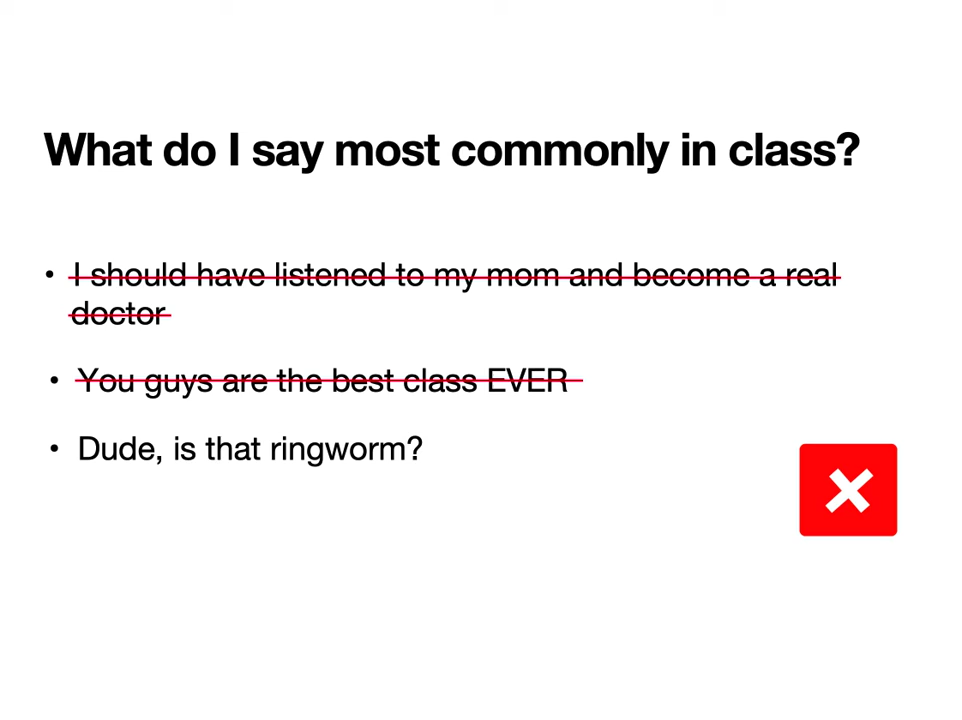 What do I say most commonly in class?
• I should have listened to my mom and become a real
doctor
• You guys are the best class EVER
• Dude, is that ringworm?